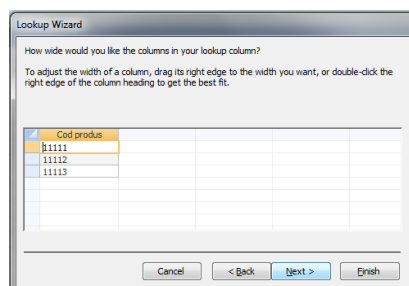 Lookup Wizard
How wide would you like the columns in your lookup column?
To adjust the width of a column, drag its right edge to the width you want, or double-click the
right edge of the column heading to get the best fit.
Cod produs
11111
11112
11113
Cancel < Back Next > Finish